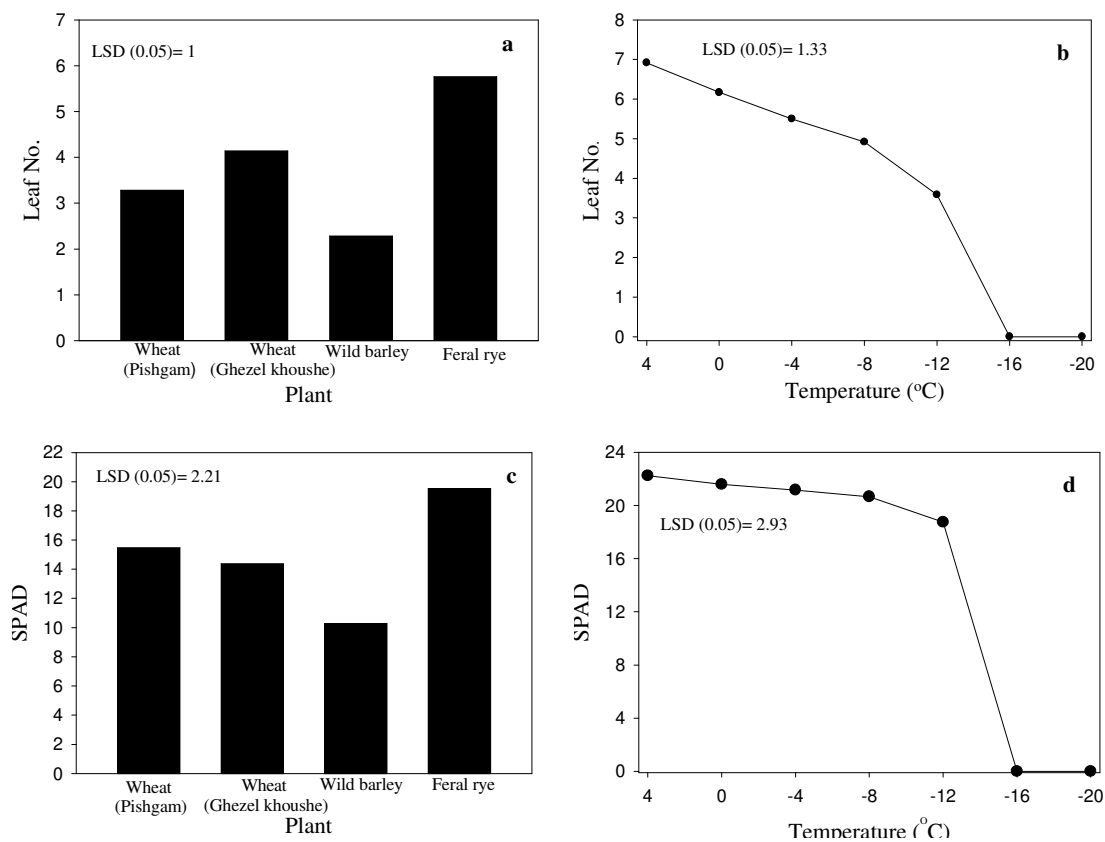 7
6
5
4
3
2
1
0
Leaf No.
LSD (0.05)= 1
a
Wheat
(Pishgam)
Wheat
(Ghezel khoushe)
Wild barley
Feral rye
Plant
8
7
6
5
4
3
2
1
0
Leaf No.
LSD (0.05)= 1.33
b
4 0 -4 -8 -12 -16 -20
Temperature (°C)
22
20
18
16
14
12
10
8
6
4
2
0
SPAD
LSD (0.05)= 2.21
c
Wheat
(Pishgam)
Wheat
(Ghezel khoushe)
Wild barley
Feral rye
Plant
24
20
16
12
8
4
0
SPAD
LSD (0.05)= 2.93
d
4 0 -4 -8 -12 -16 -20
Temperature (°C)